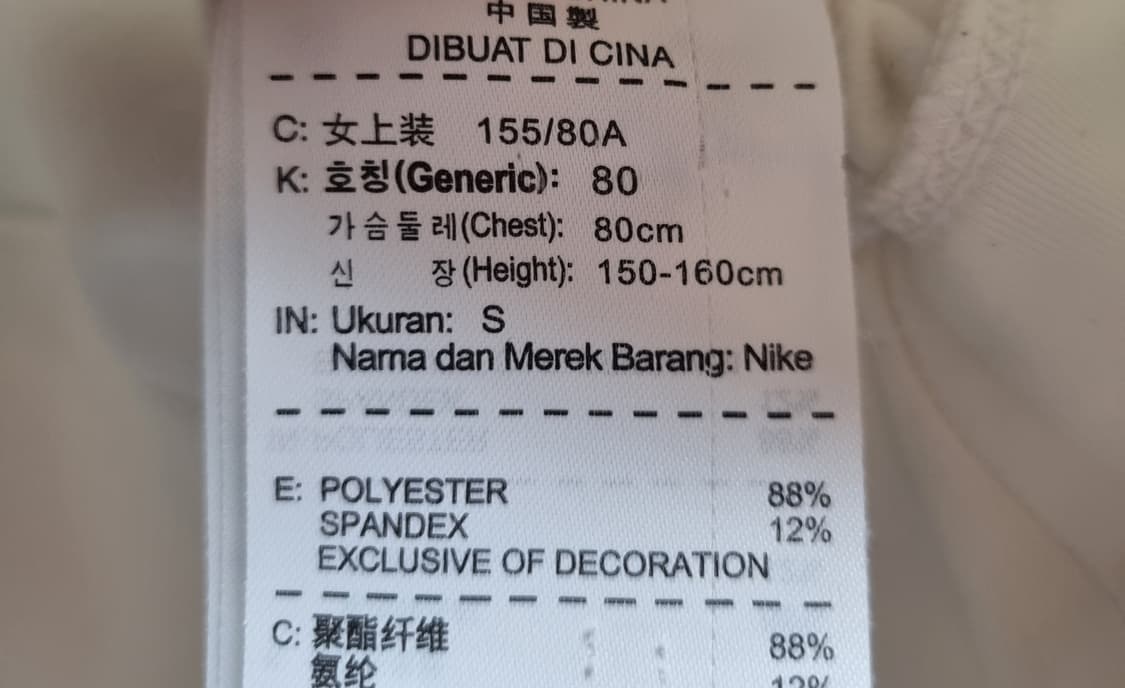 中国製
DIBUAT DI CINA
C: 女上装 155/80A
K: 호칭(Generic): 80
가슴둘레(Chest): 80cm
신 장(Height): 150-160cm
IN: Ukuran: S
Nama dan Merek Barang: Nike
E: POLYESTER 88%
SPANDEX 12%
EXCLUSIVE OF DECORATION
C: 聚酯纤维 88%
氨纶 12%